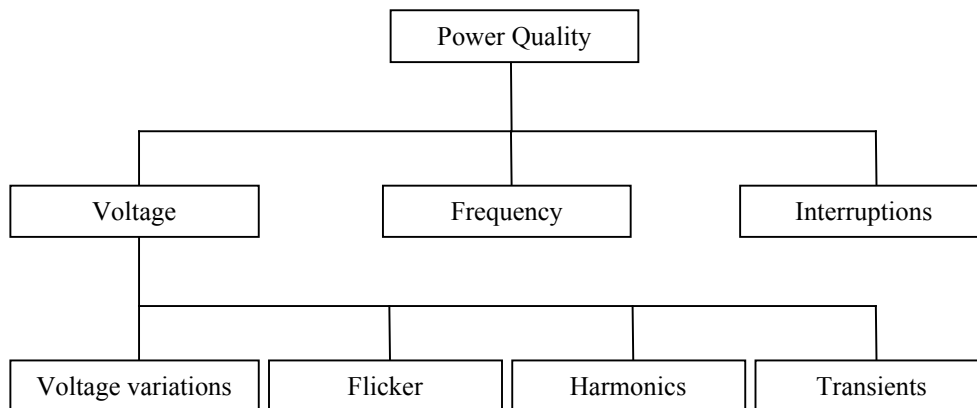 Power Quality
Voltage
Frequency
Interruptions
Voltage variations
Flicker
Harmonics
Transients